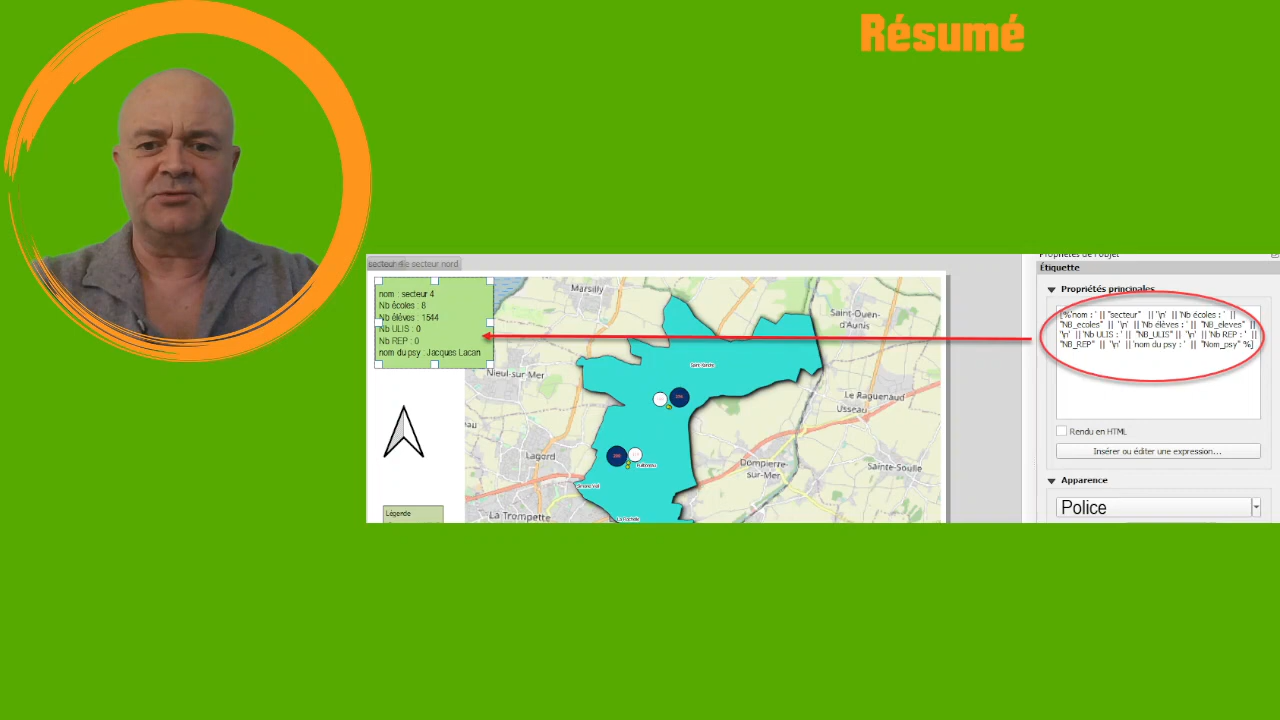 Résumé
Propriétés de l'objet
Étiquette
Propriétés principales
[%'nom : ' || "secteur" || '\n' || 'Nb écoles : ' ||
"NB_ecoles" || '\n' || 'Nb élèves : ' || "NB_eleves" ||
'\n' || 'Nb ULIS : ' || "NB_ULIS" || '\n' || 'Nb REP : ' ||
"NB_REP" || '\n' || 'nom du psy : ' || "Nom_psy" %]
Rendu en HTML
Insérer ou éditer une expression...
Apparence
Police
nom : secteur 4
Nb écoles : 8
Nb élèves : 1544
Nb ULIS : 0
Nb REP : 0
nom du psy : Jacques Lacan
Marsilly
Saint-Ouen-
d'Aunis
Nieul-sur-Mer
Le Raguenaud
Usseau
Lagord
Dompierre-
sur-Mer
Sainte-Soulle
La Trompette
La Rochelle
Légende